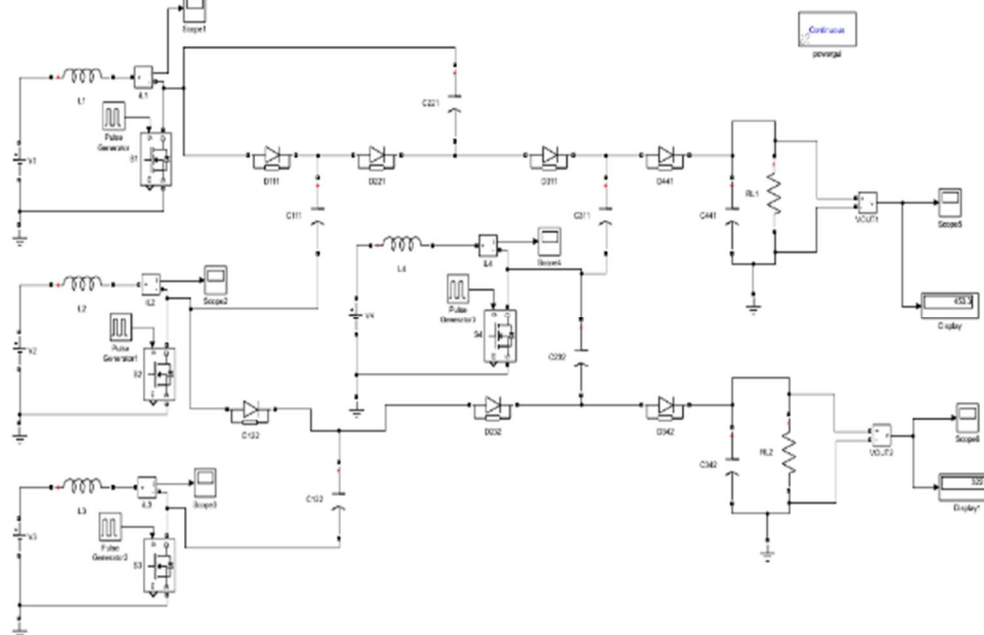 Scope1
Continuous
powergui
L1
iL1
Pulse
Generator
S1
V1
C221
D111
D221
D311
D441
C111
C311
C441
RL1
VOUT1
Scope5
Display
L2
iL2
Scope2
Pulse
Generator1
S2
V2
L4
iL4
Scope4
Pulse
Generator3
S4
V4
C232
D132
D232
D342
C342
RL2
VOUT2
Scope6
Display1
L3
iL3
Scope3
Pulse
Generator2
S3
V3
C132